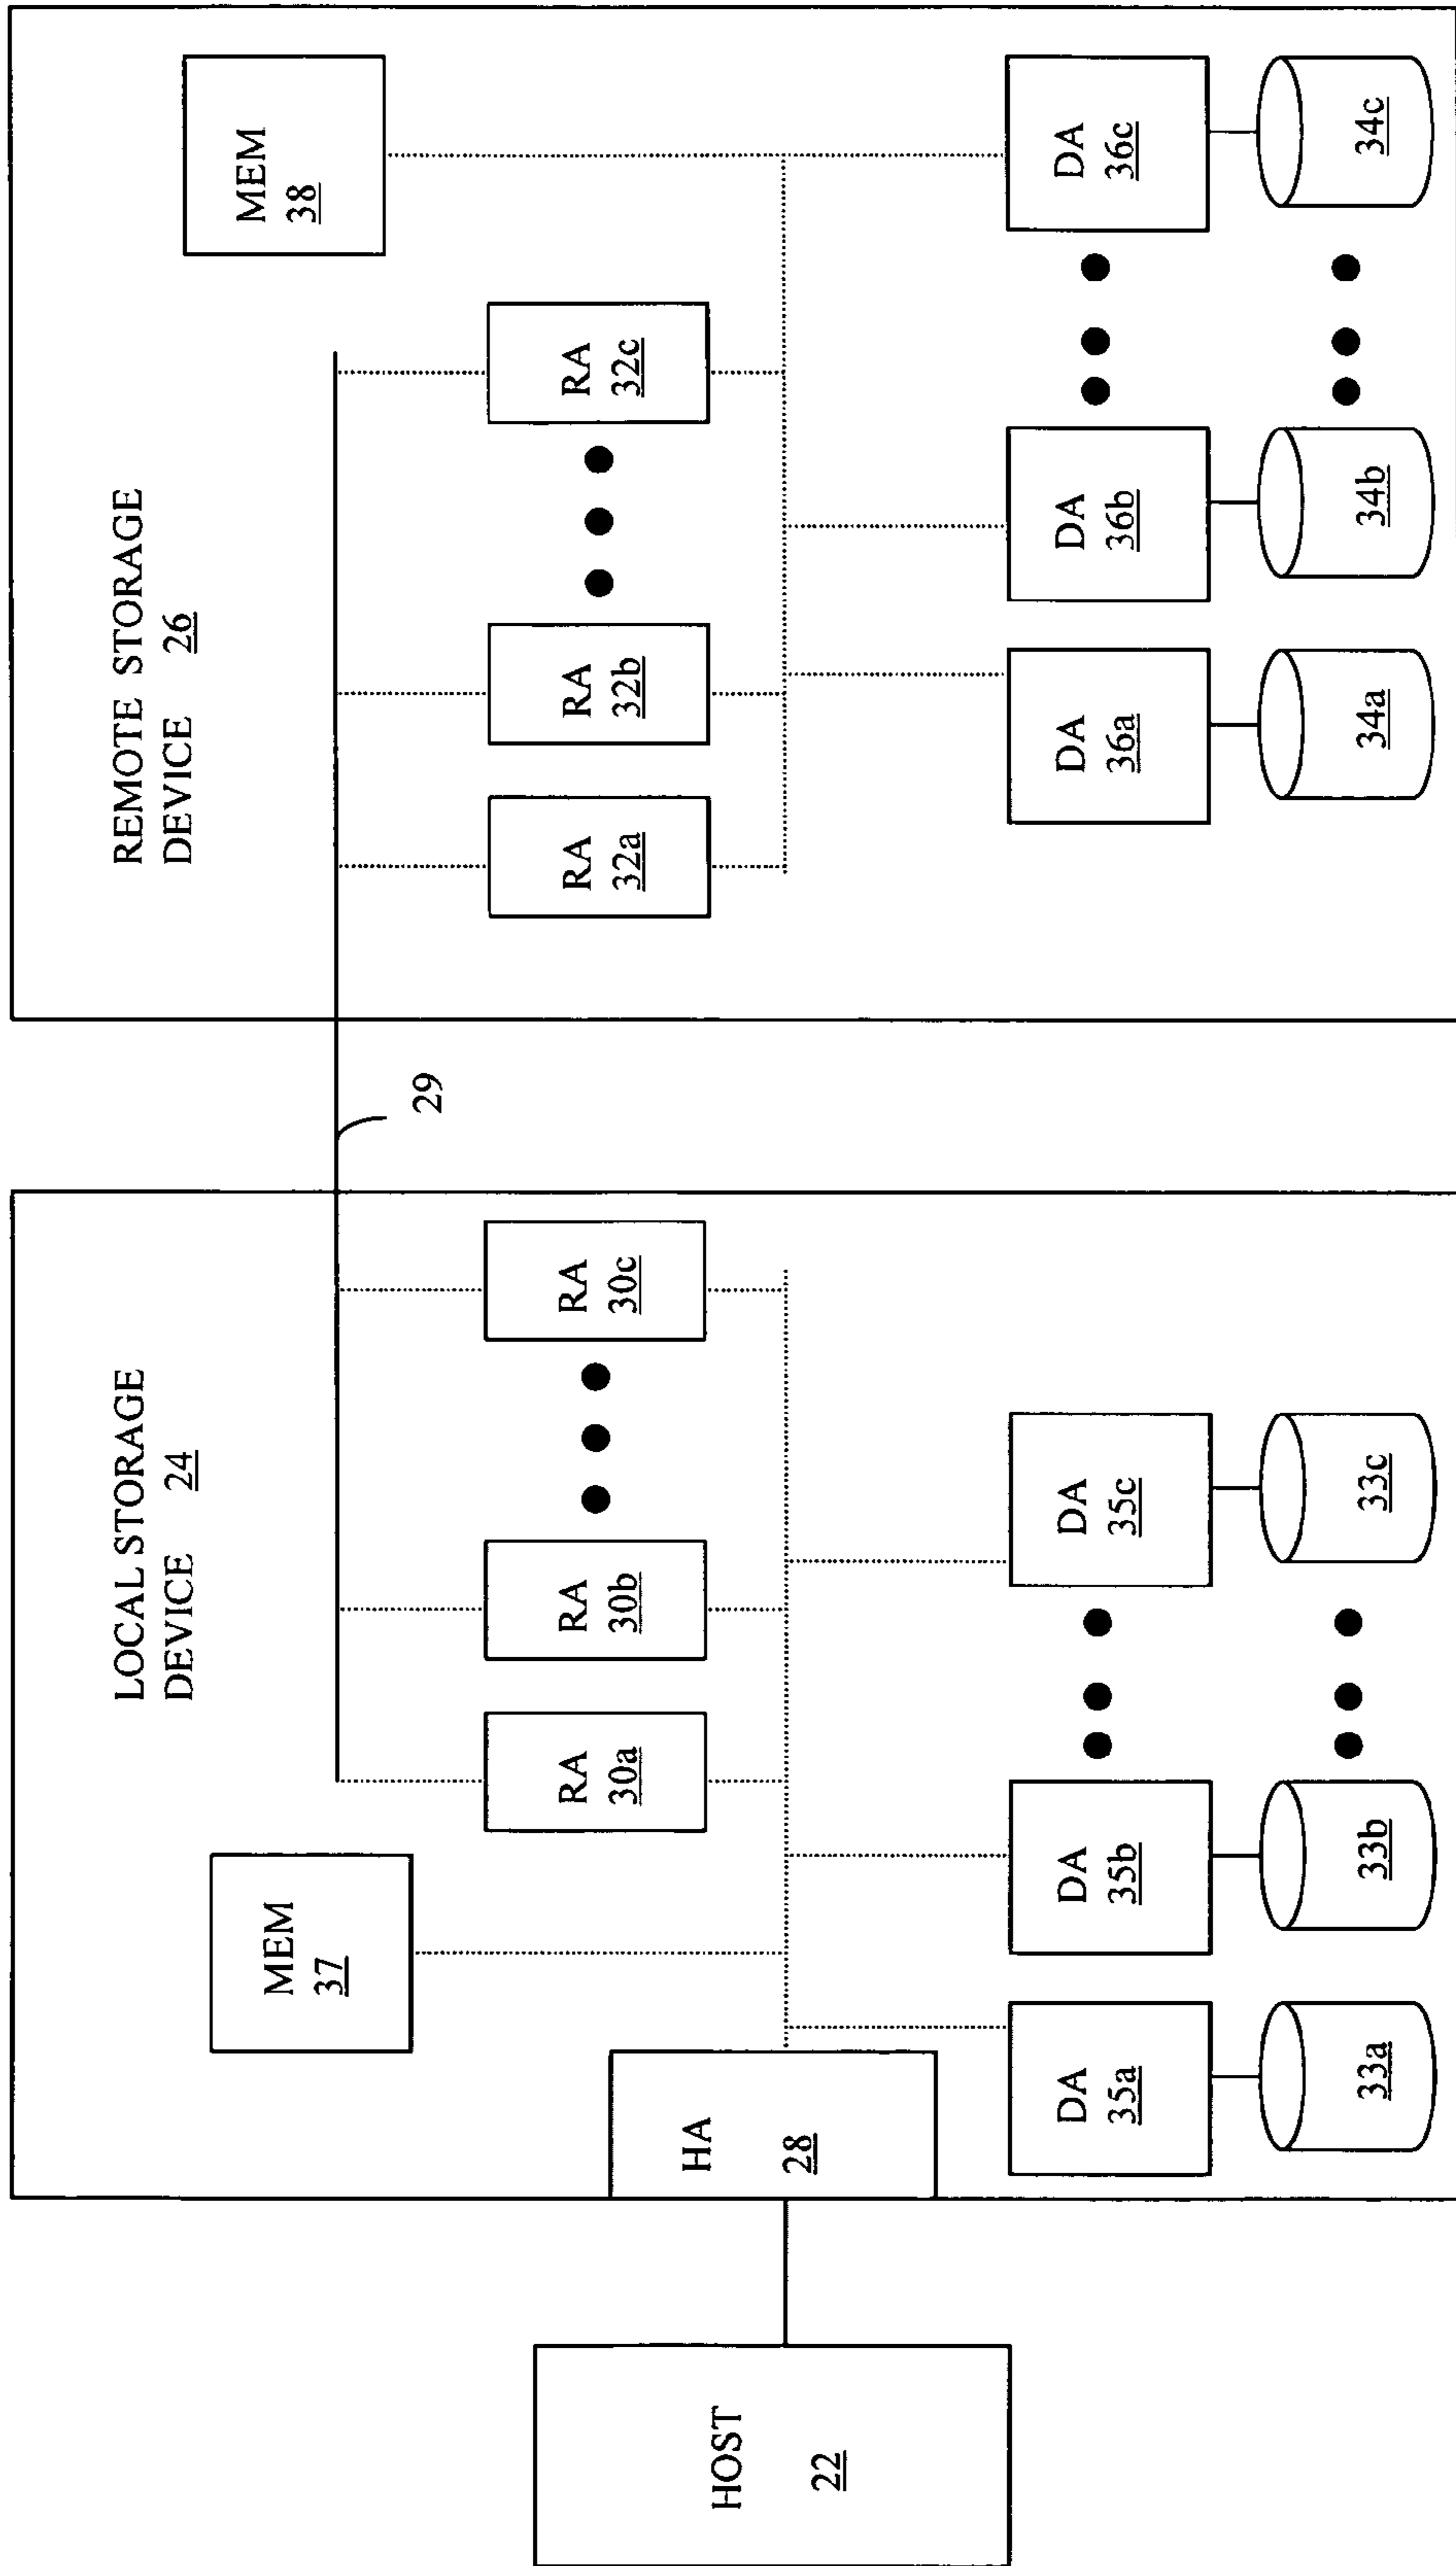 HOST
22
LOCAL STORAGE
DEVICE 24
MEM
37
HA
28
RA
30a
RA
30b
RA
30c
DA
35a
DA
35b
DA
35c
33a
33b
33c
29
REMOTE STORAGE
DEVICE 26
MEM
38
RA
32a
RA
32b
RA
32c
DA
36a
DA
36b
DA
36c
34a
34b
34c